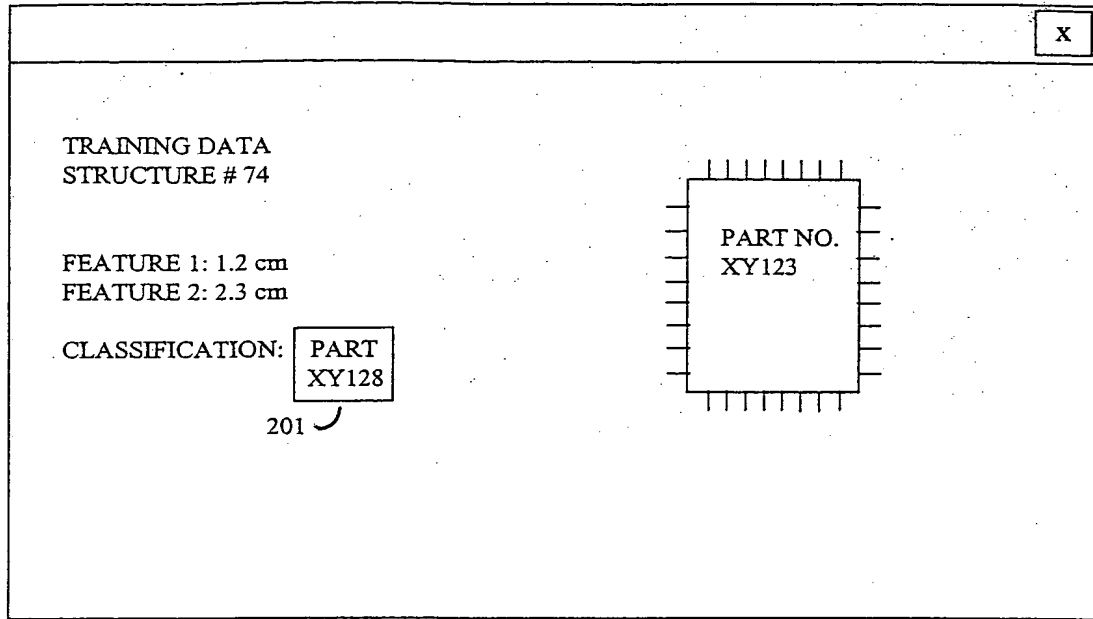 X
TRAINING DATA
STRUCTURE # 74
FEATURE 1: 1.2 cm
FEATURE 2: 2.3 cm
CLASSIFICATION:
PART
XY128
201
PART NO.
XY123